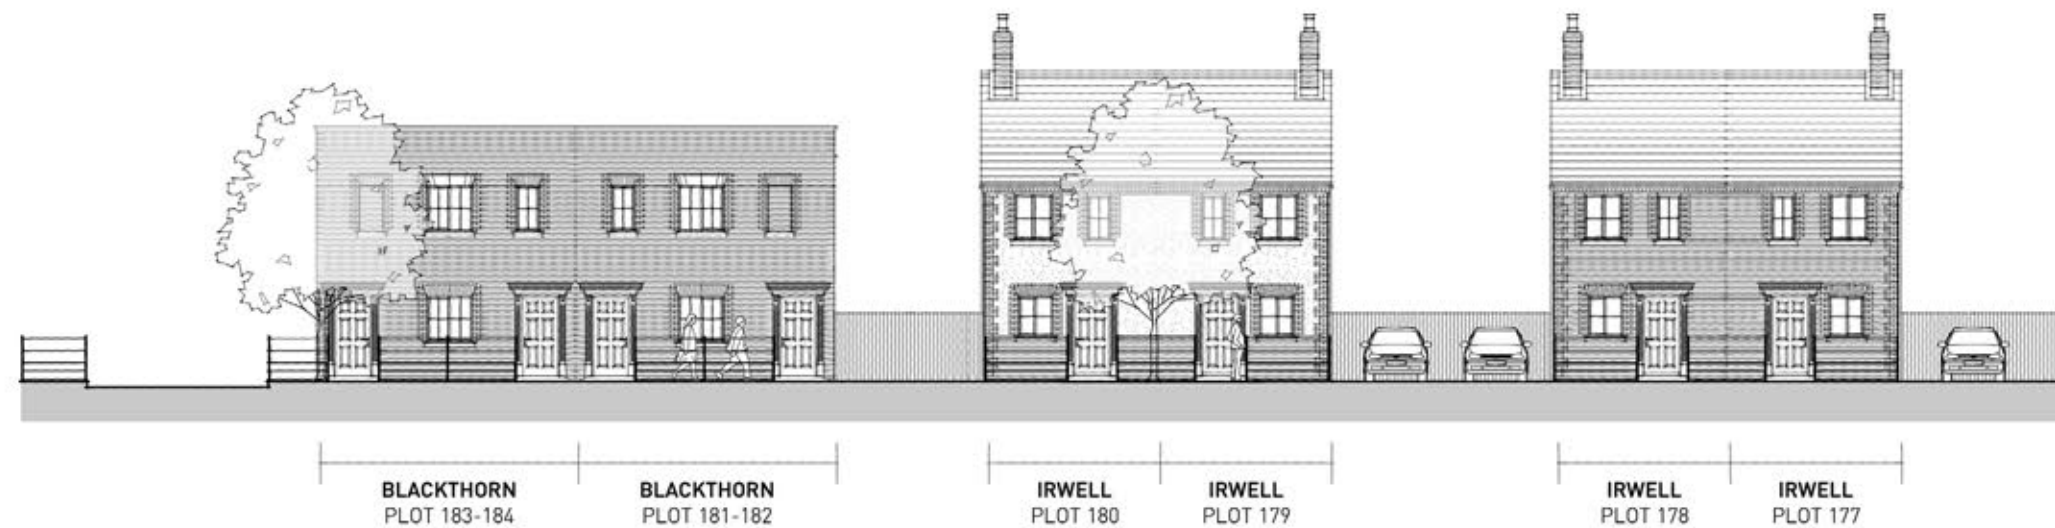 BLACKTHORN
PLOT 183-184
BLACKTHORN
PLOT 181-182
IRWELL
PLOT 180
IRWELL
PLOT 179
IRWELL
PLOT 178
IRWELL
PLOT 177